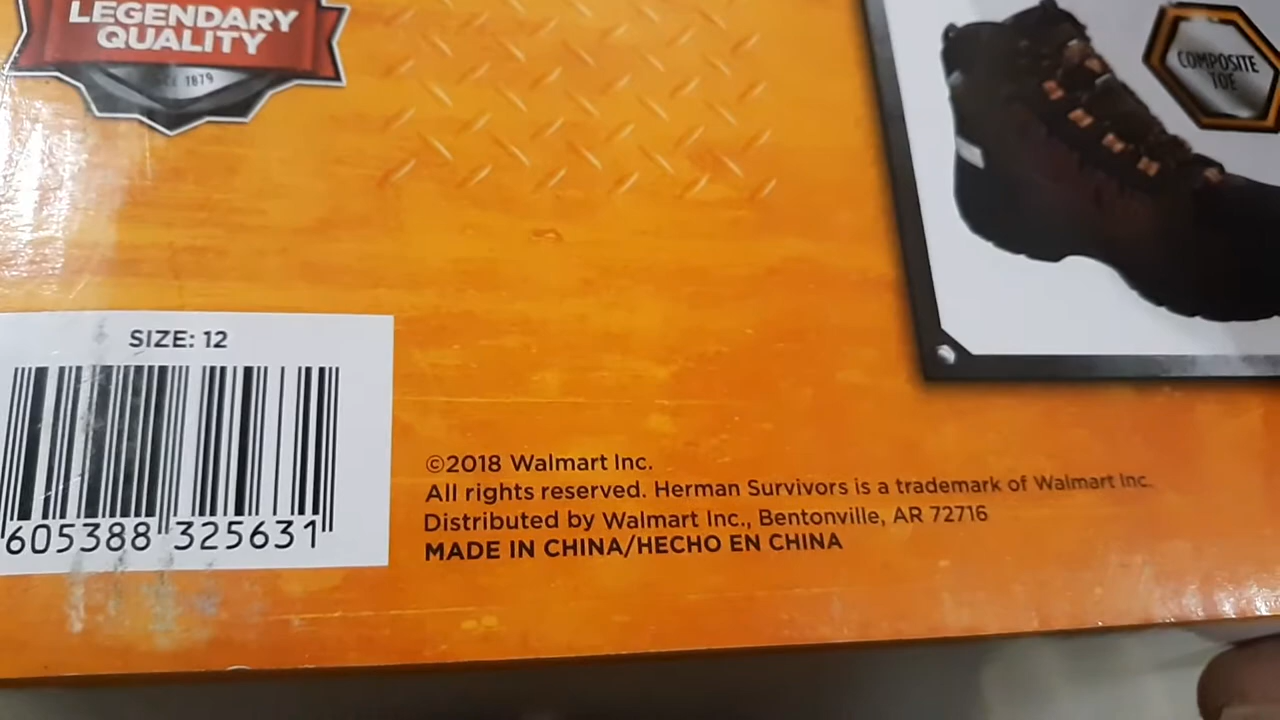 LEGENDARY
QUALITY
1879
COMPOSITE
TOE
SIZE: 12
605388 325631
©2018 Walmart Inc.
All rights reserved. Herman Survivors is a trademark of Walmart Inc.
Distributed by Walmart Inc., Bentonville, AR 72716
MADE IN CHINA/HECHO EN CHINA